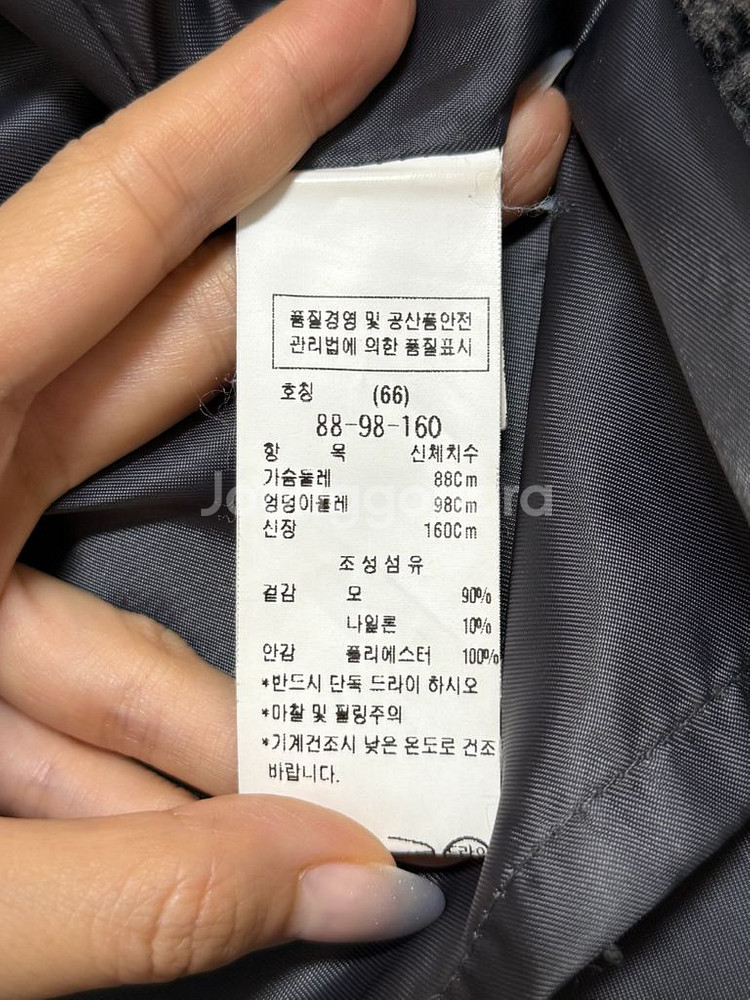 품질경영 및 공산품안전
관리법에 의한 품질표시
호칭 (66)
88-98-160
항 목 신체치수
가슴둘레 88Cm
엉덩이둘레 98Cm
신장 160Cm
조성섬유
겉감 모 90%
나일론 10%
안감 폴리에스터 100%
*반드시 단독 드라이 하시오
*마찰 및 필링주의
*기계건조시 낮은 온도로 건조
바랍니다.